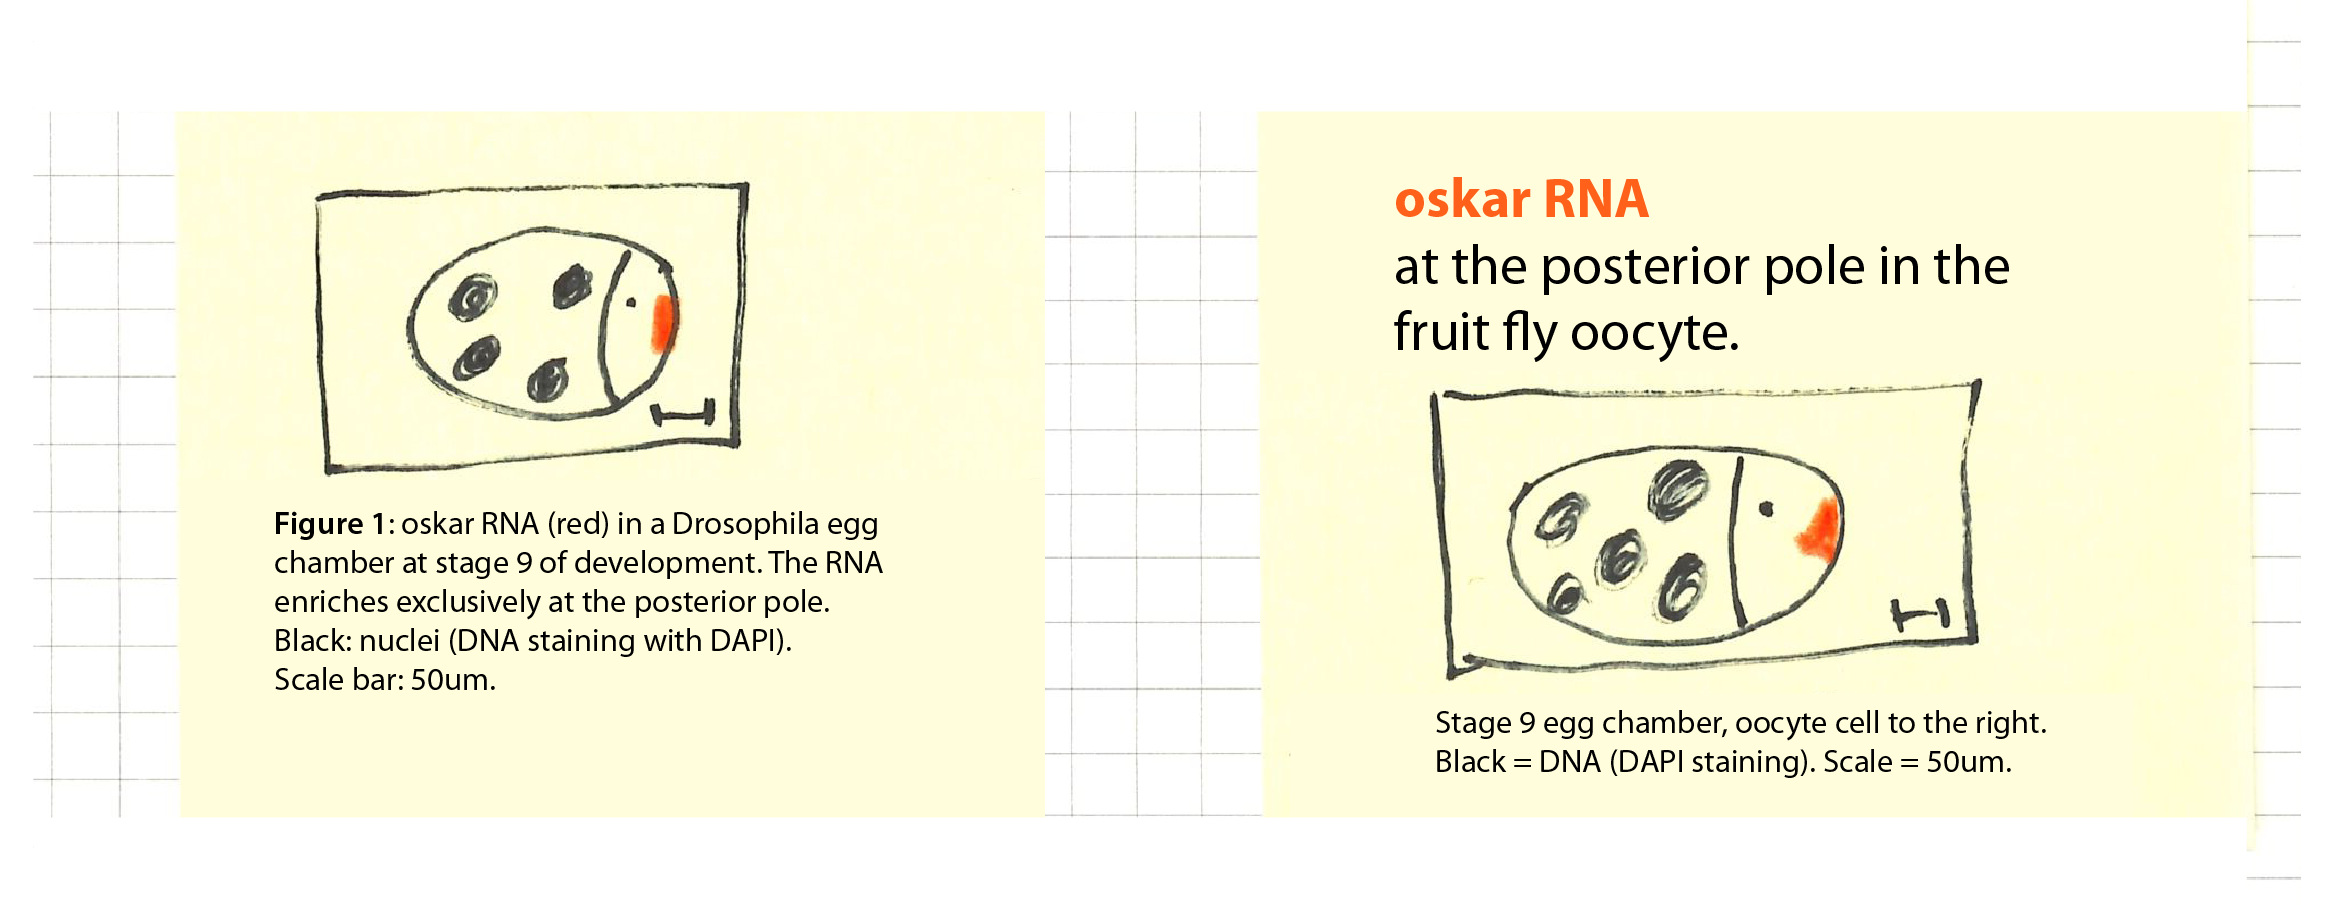 Figure 1: oskar RNA (red) in a Drosophila egg
chamber at stage 9 of development. The RNA
enriches exclusively at the posterior pole.
Black: nuclei (DNA staining with DAPI).
Scale bar: 50um.
oskar RNA
at the posterior pole in the
fruit fly oocyte.
Stage 9 egg chamber, oocyte cell to the right.
Black = DNA (DAPI staining). Scale = 50um.